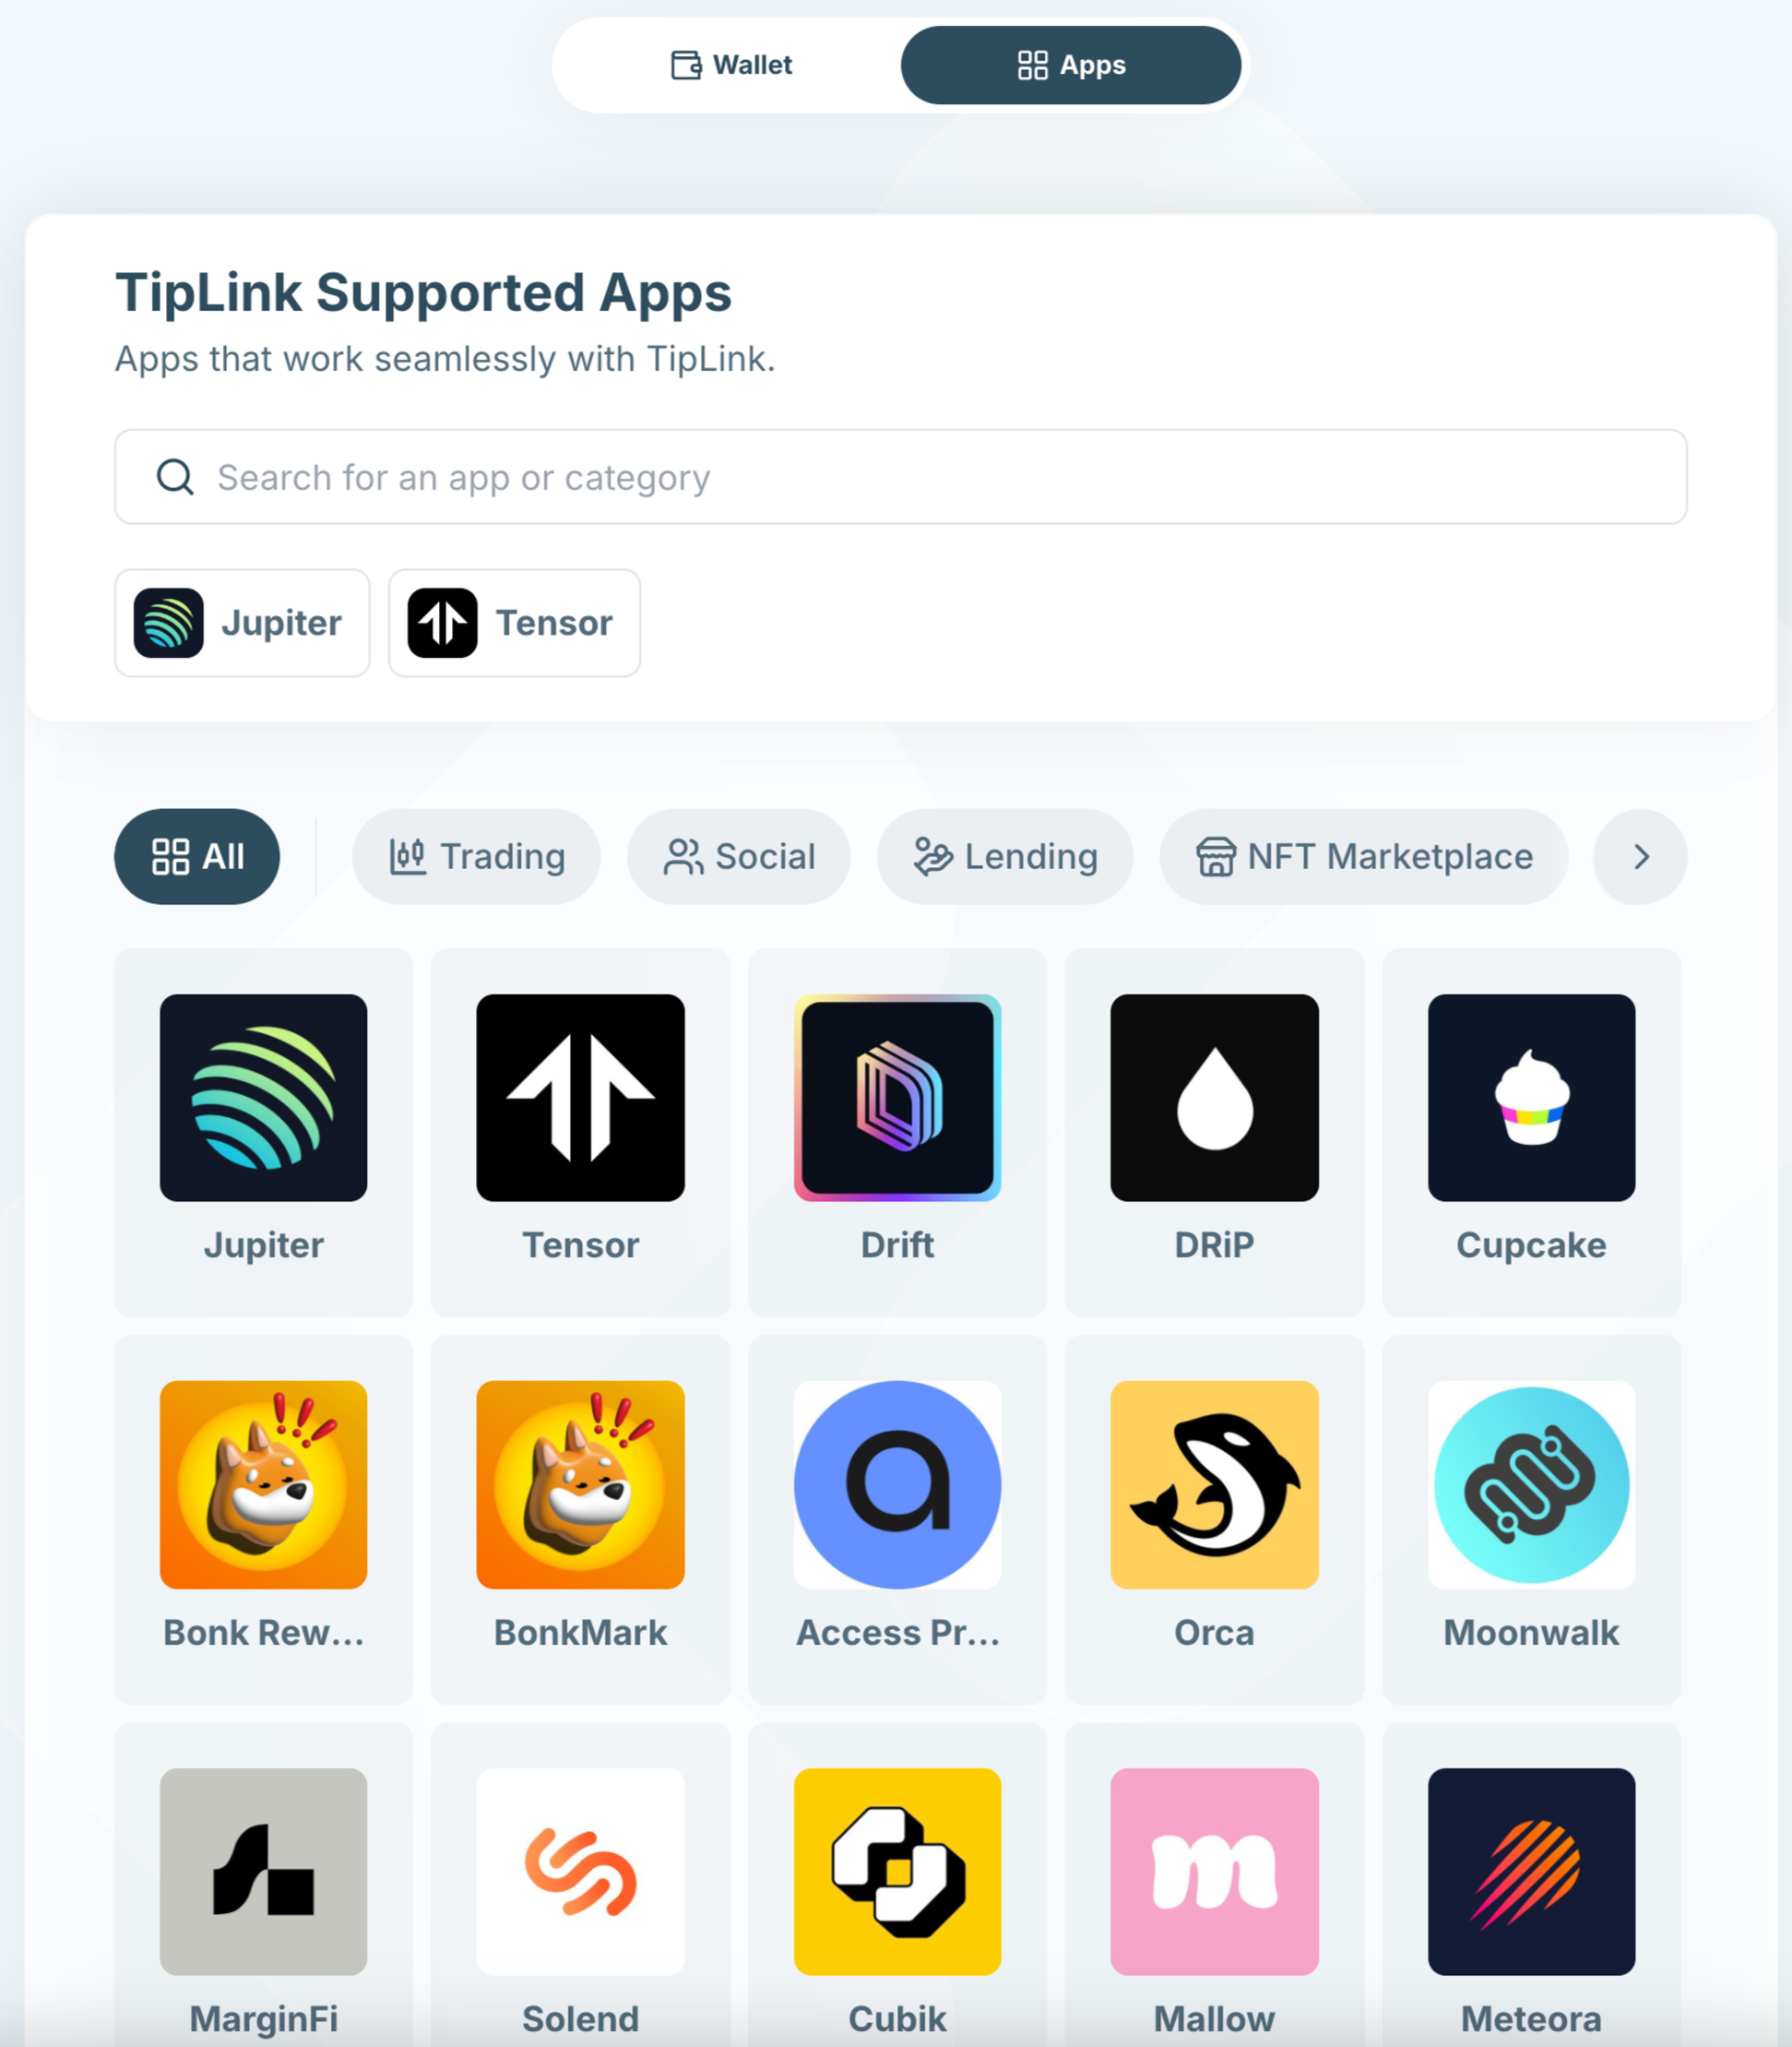 Wallet
Apps
TipLink Supported Apps
Apps that work seamlessly with TipLink.
Search for an app or category
Jupiter
Tensor
All
Trading
Social
Lending
NFT Marketplace
Jupiter
Tensor
Drift
DRiP
Cupcake
Bonk Rew...
BonkMark
Access Pr...
Orca
Moonwalk
MarginFi
Solend
Cubik
Mallow
Meteora